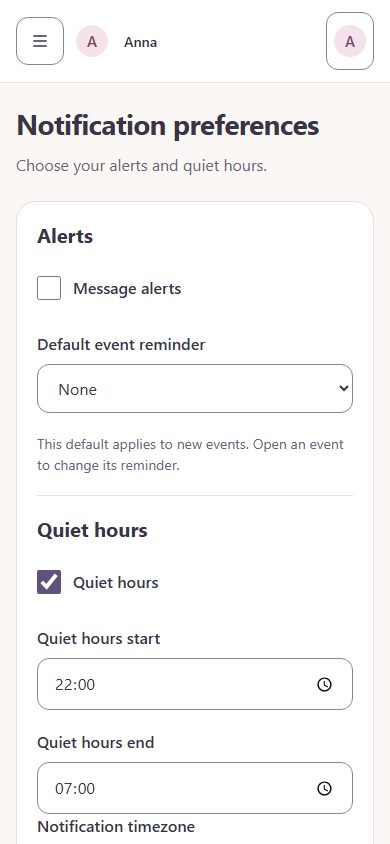 A Anna A
Notification preferences
Choose your alerts and quiet hours.
Alerts
Message alerts
Default event reminder
None
This default applies to new events. Open an event
to change its reminder.
Quiet hours
Quiet hours
Quiet hours start
22:00
Quiet hours end
07:00
Notification timezone